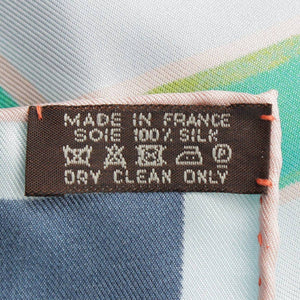 MADE IN FRANCE
SOIE 100% SILK
DRY CLEAN ONLY